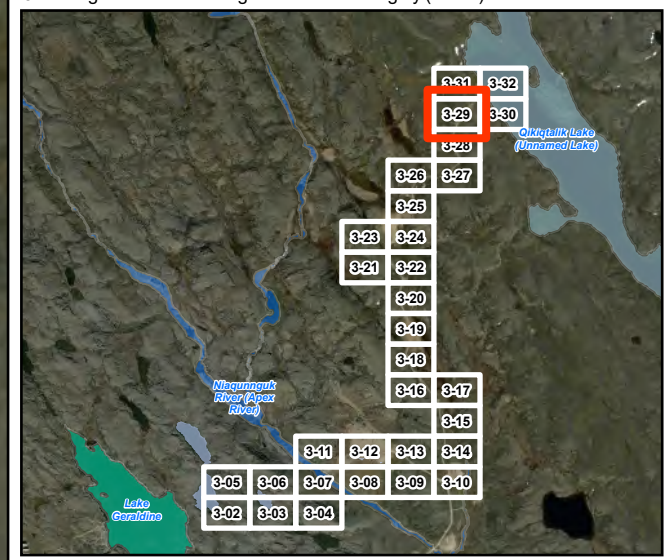 3-31 3-32
3-29 3-30
Qikiqtalik Lake
(Unnamed Lake)
3-28
3-26 3-27
3-25
3-23 3-24
3-21 3-22
3-20
3-19
3-18
3-16 3-17
Niaqunnguk
River (Apex
River)
3-15
3-11 3-12 3-13 3-14
3-05 3-06 3-07 3-08 3-09 3-10
3-02 3-03 3-04
Lake
Geraldine